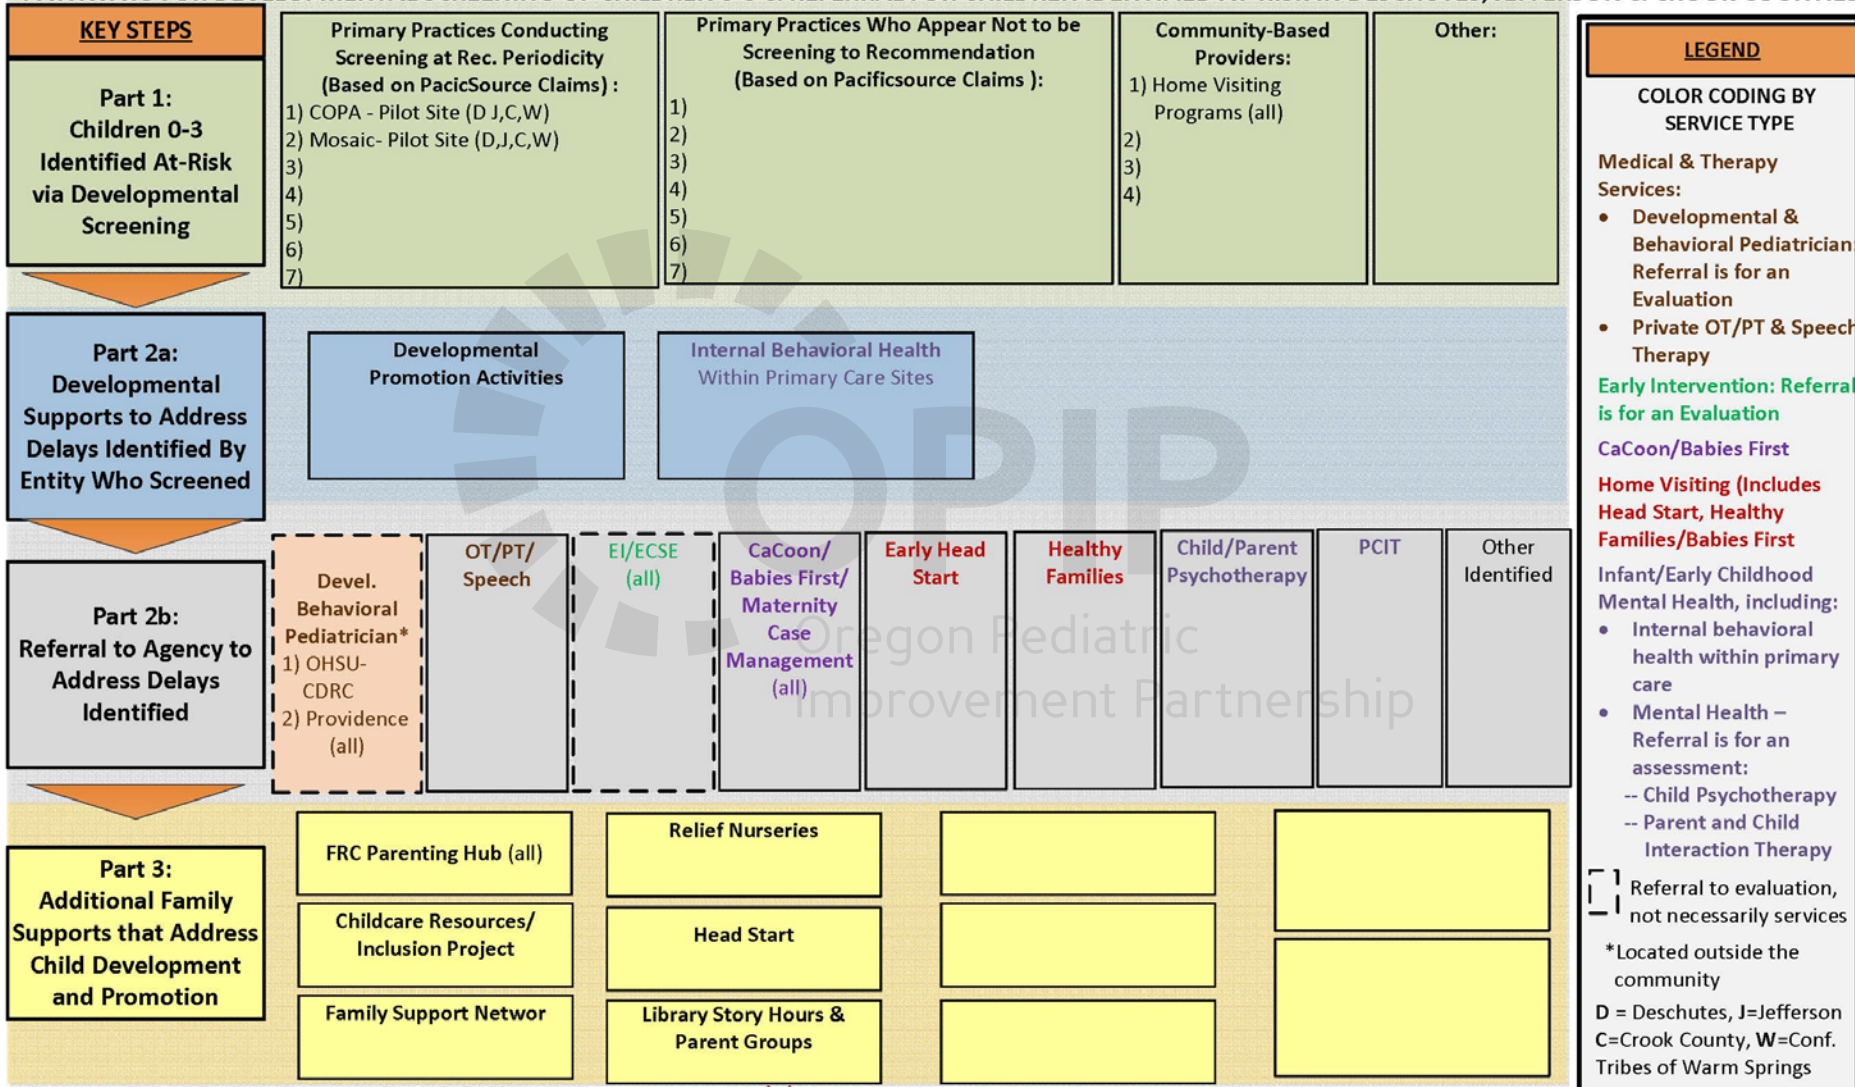 KEY STEPS
Part 1:
Children 0-3
Identified At-Risk
via Developmental
Screening
Primary Practices Conducting
Screening at Rec. Periodicity
(Based on PacicSource Claims) :
1) COPA - Pilot Site (D J,C,W)
2) Mosaic- Pilot Site (D,J,C,W)
3)
4)
5)
6)
7)
Primary Practices Who Appear Not to be
Screening to Recommendation
(Based on Pacificsource Claims ):
1)
2)
3)
4)
5)
6)
7)
Community-Based
Providers:
1) Home Visiting
Programs (all)
2)
3)
4)
Other:
Part 2a:
Developmental
Supports to Address
Delays Identified By
Entity Who Screened
Developmental
Promotion Activities
Internal Behavioral Health
Within Primary Care Sites
Part 2b:
Referral to Agency to
Address Delays
Identified
Devel.
Behavioral
Pediatrician*
1) OHSU-
CDRC
2) Providence
(all)
OT/PT/
Speech
EI/ECSE
(all)
CaCoon/
Babies First/
Maternity
Case
Management
(all)
Early Head
Start
Healthy
Families
Child/Parent
Psychotherapy
PCIT
Other
Identified
Part 3:
Additional Family
Supports that Address
Child Development
and Promotion
FRC Parenting Hub (all)
Childcare Resources/
Inclusion Project
Family Support Networ
Relief Nurseries
Head Start
Library Story Hours &
Parent Groups
OPIP
Oregon Pediatric
Improvement Partnership
LEGEND
COLOR CODING BY
SERVICE TYPE
Medical & Therapy
Services:
• Developmental &
Behavioral Pediatrician:
Referral is for an
Evaluation
• Private OT/PT & Speech
Therapy
Early Intervention: Referral
is for an Evaluation
CaCoon/Babies First
Home Visiting (Includes
Head Start, Healthy
Families/Babies First
Infant/Early Childhood
Mental Health, including:
• Internal behavioral
health within primary
care
• Mental Health –
Referral is for an
assessment:
-- Child Psychotherapy
-- Parent and Child
Interaction Therapy
Referral to evaluation,
not necessarily services
*Located outside the
community
D = Deschutes, J=Jefferson
C=Crook County, W=Conf.
Tribes of Warm Springs